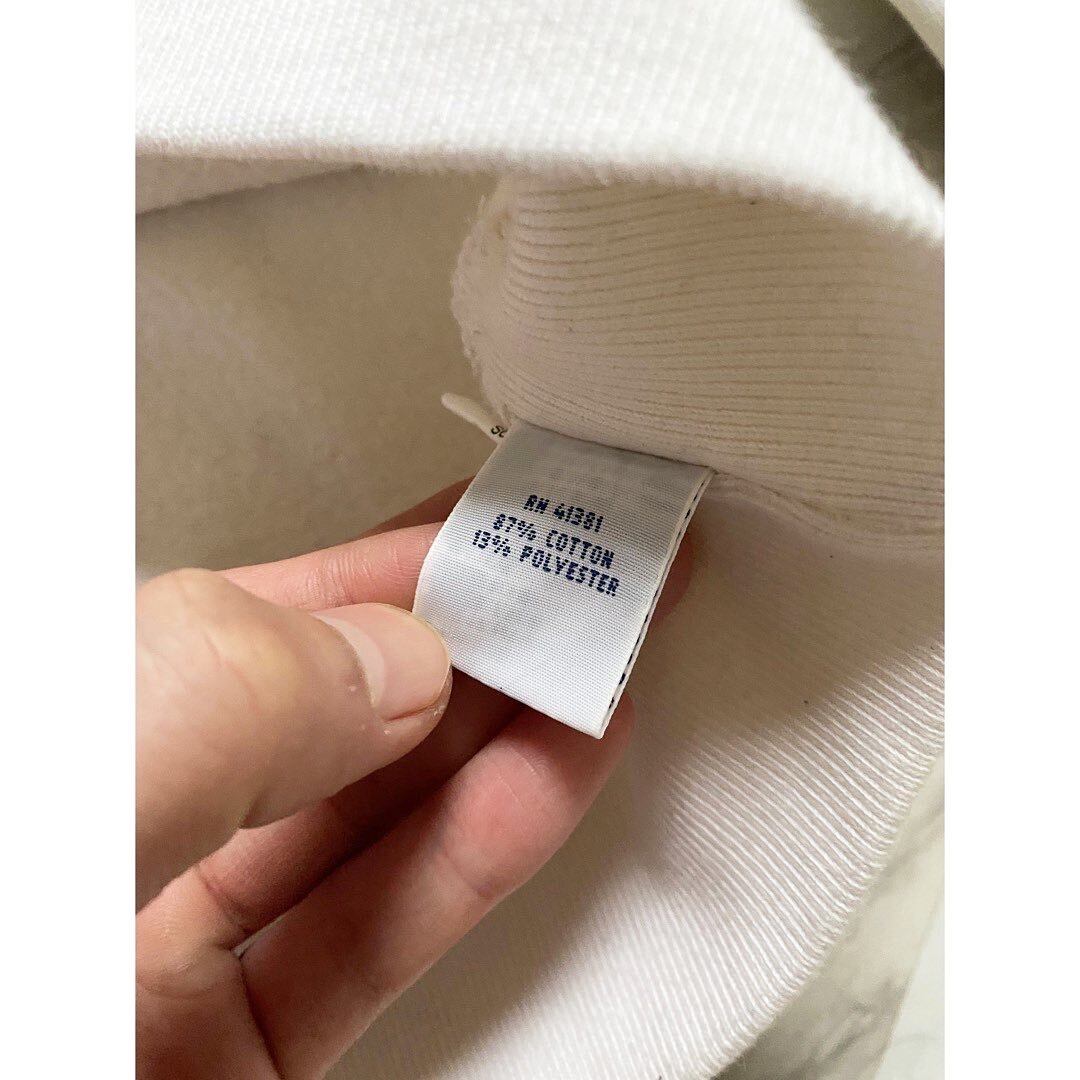 RN 41381
87% COTTON
13% POLYESTER